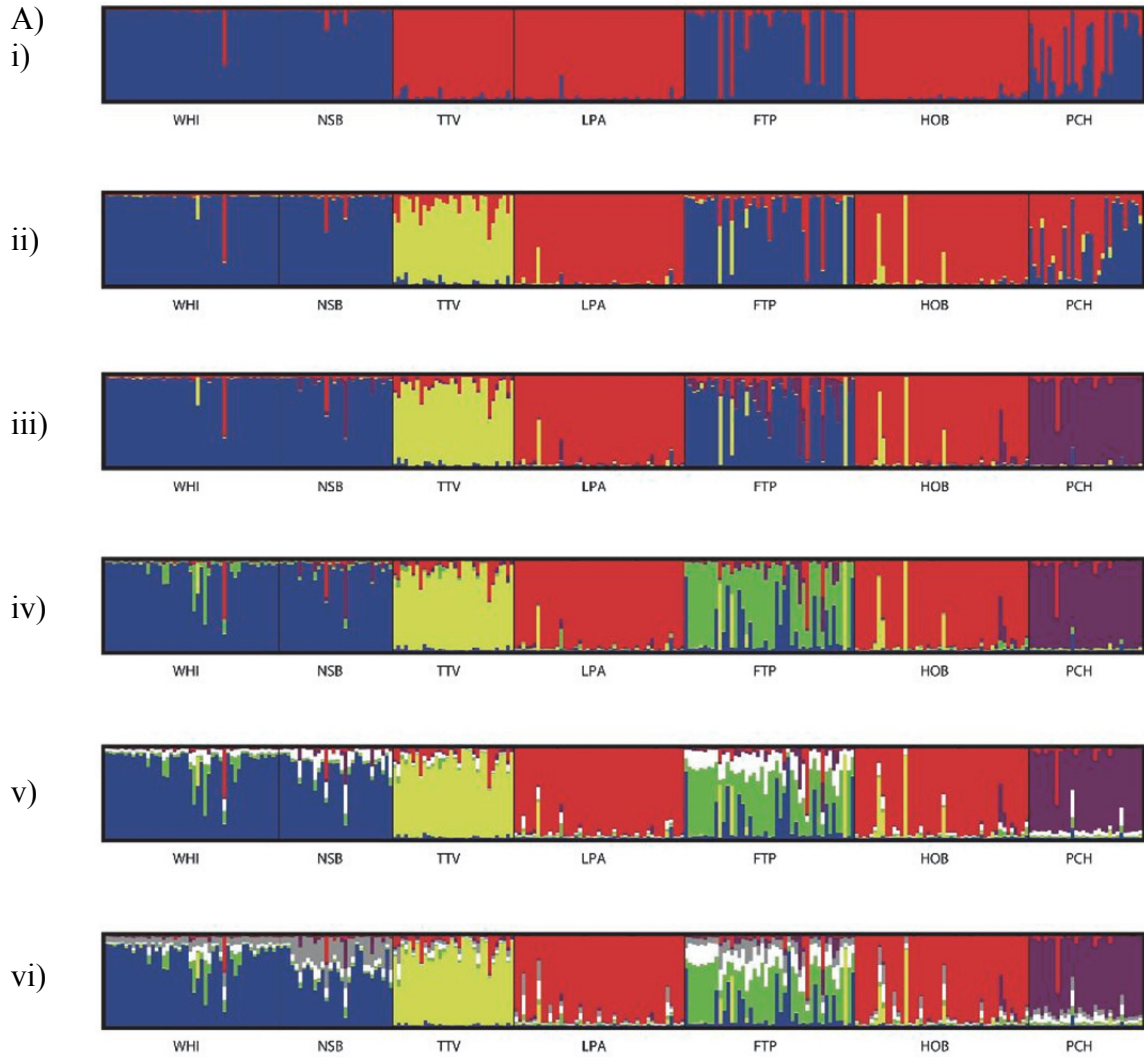 A)
i)
WHI NSB TTV LPA FTP HOB PCH
ii)
WHI NSB TTV LPA FTP HOB PCH
iii)
WHI NSB TTV LPA FTP HOB PCH
iv)
WHI NSB TTV LPA FTP HOB PCH
v)
WHI NSB TTV LPA FTP HOB PCH
vi)
WHI NSB TTV LPA FTP HOB PCH